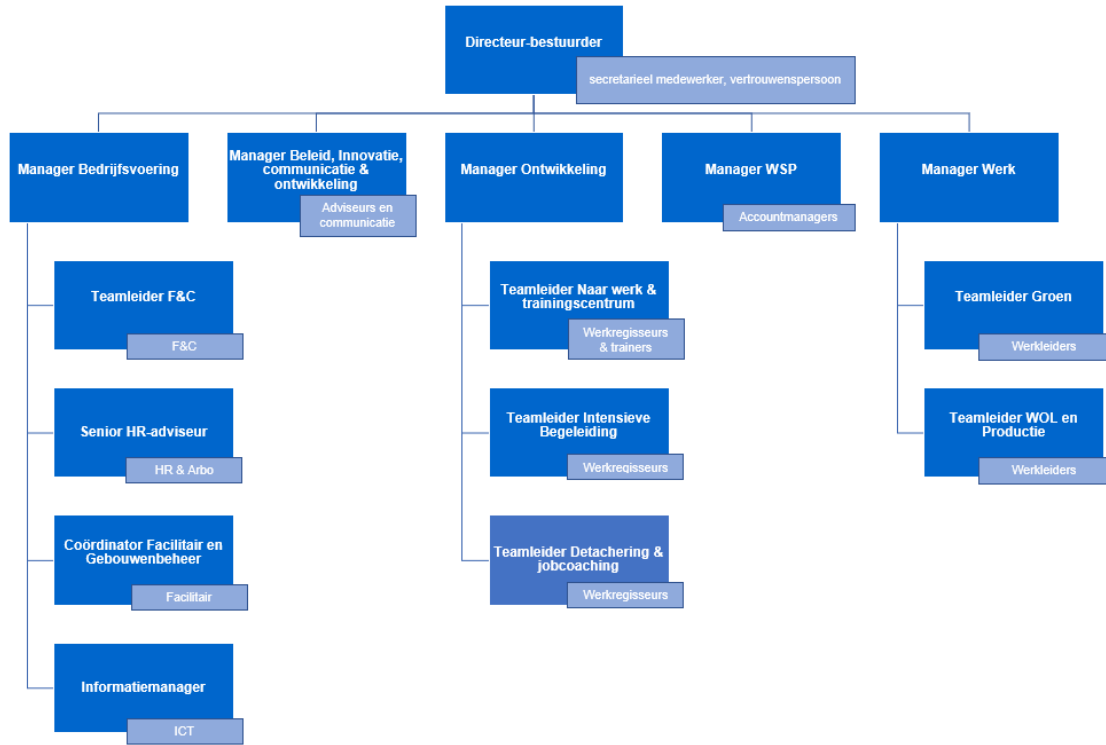 Directeur-bestuurder
secretarieel medewerker, vertrouwenspersoon
Manager Bedrijfsvoering
Manager Beleid, Innovatie,
communicatie &
ontwikkeling
Adviseurs en
communicatie
Manager Ontwikkeling
Manager WSP
Accountmanagers
Manager Werk
Teamleider F&C
F&C
Teamleider Naar werk &
trainingscentrum
Werkregisseurs
& trainers
Teamleider Groen
Werkleiders
Senior HR-adviseur
HR & Arbo
Teamleider Intensieve
Begeleiding
Werkregisseurs
Teamleider WOL en
Productie
Werkleiders
Coördinator Facilitair en
Gebouwenbeheer
Facilitair
Teamleider Detachering &
jobcoaching
Werkregisseurs
Informatiemanager
ICT